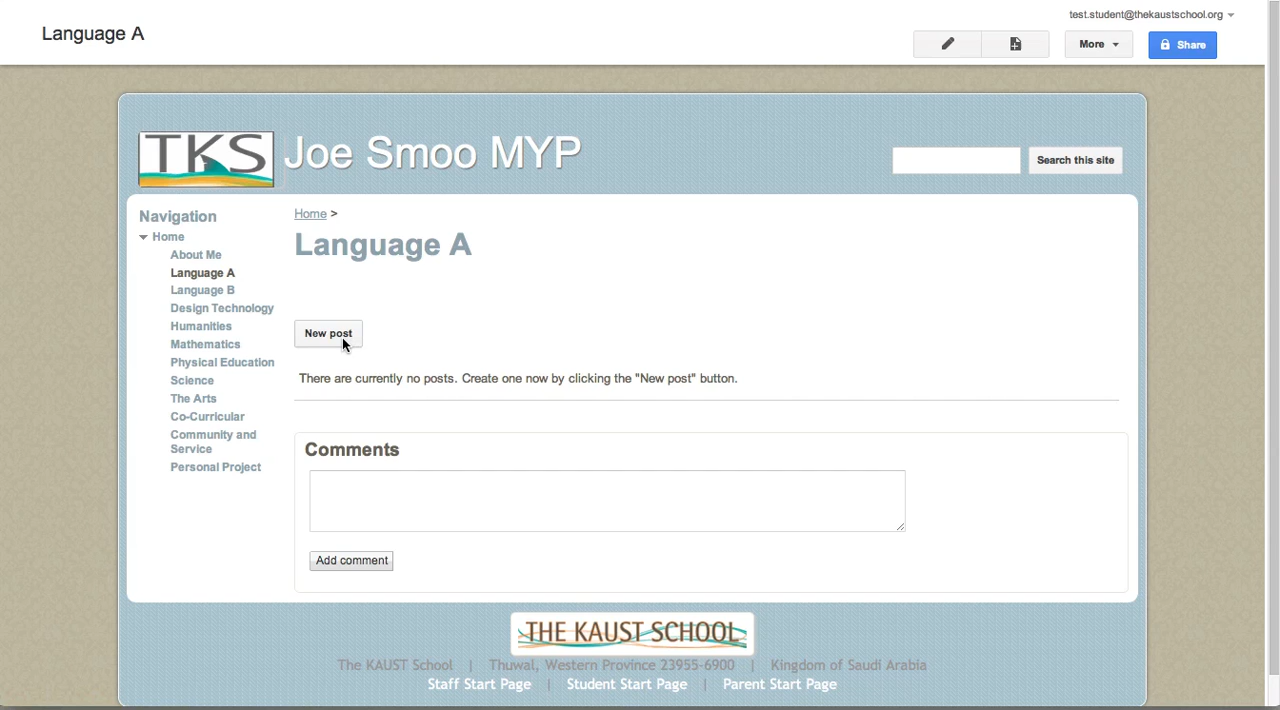 test.student@thekaustschool.org
Language A
More
Share
TKS
Joe Smoo MYP
Search this site
Navigation
Home
About Me
Language A
Language B
Design Technology
Humanities
Mathematics
Physical Education
Science
The Arts
Co-Curricular
Community and
Service
Personal Project
Home >
Language A
New post
There are currently no posts. Create one now by clicking the "New post" button.
Comments
Add comment
THE KAUST SCHOOL
The KAUST School | Thuwal, Western Province 23955-6900 | Kingdom of Saudi Arabia
Staff Start Page | Student Start Page | Parent Start Page